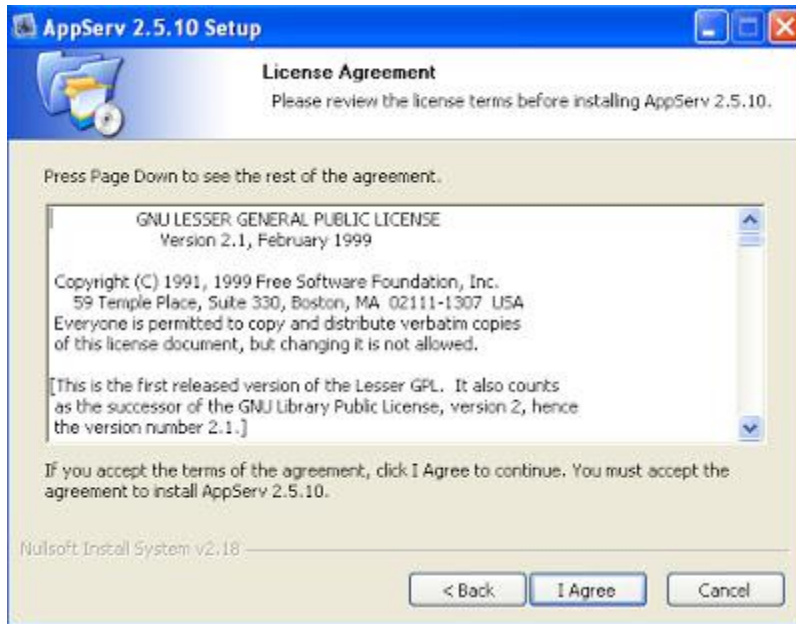 AppServ 2.5.10 Setup
License Agreement
Please review the license terms before installing AppServ 2.5.10.
Press Page Down to see the rest of the agreement.
GNU LESSER GENERAL PUBLIC LICENSE
Version 2.1, February 1999
Copyright (C) 1991, 1999 Free Software Foundation, Inc.
59 Temple Place, Suite 330, Boston, MA 02111-1307 USA
Everyone is permitted to copy and distribute verbatim copies
of this license document, but changing it is not allowed.
[This is the first released version of the Lesser GPL. It also counts
as the successor of the GNU Library Public License, version 2, hence
the version number 2.1.]
If you accept the terms of the agreement, click I Agree to continue. You must accept the
agreement to install AppServ 2.5.10.
Nullsoft Install System v2.18
< Back
I Agree
Cancel